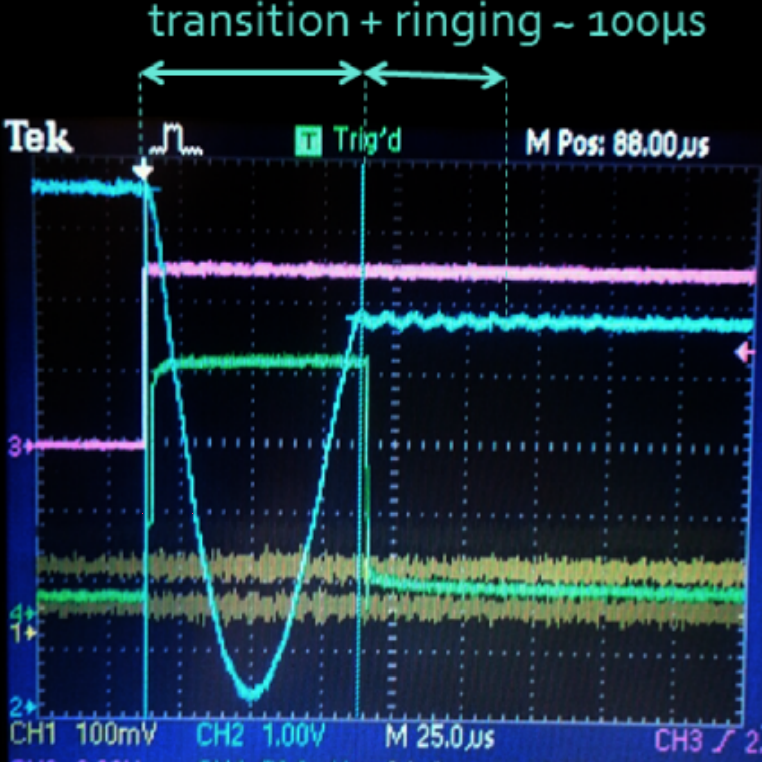 transition + ringing ~ 100µs
Tek T Trig'd M Pos: 88.00µs
3
4
1
2
CH1 100mV CH2 1.00V M 25.0µs CH3 2.